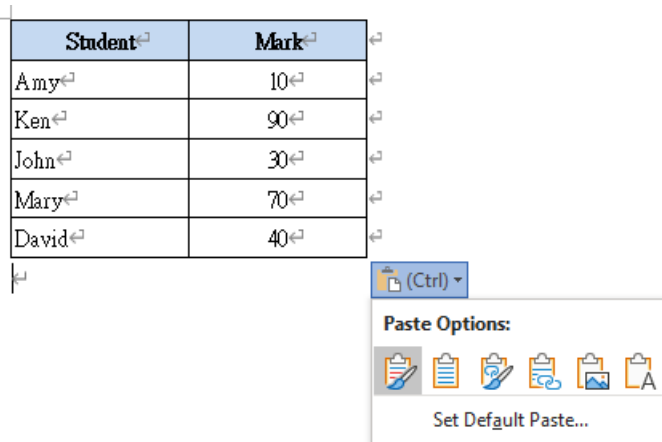 Student Mark
Amy 10
Ken 90
John 30
Mary 70
David 40
(Ctrl)
Paste Options:
A
Set Default Paste...